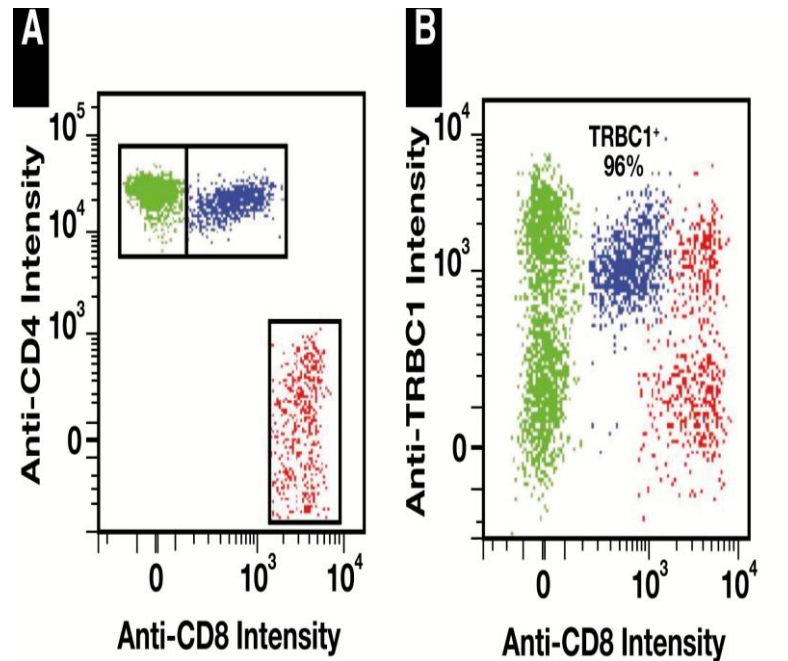 A
10^5
10^4
10^3
0
Anti-CD4 Intensity
0
10^3
10^4
Anti-CD8 Intensity
B
TRBC1+
96%
10^4
10^3
0
Anti-TRBC1 Intensity
0
10^3
10^4
Anti-CD8 Intensity